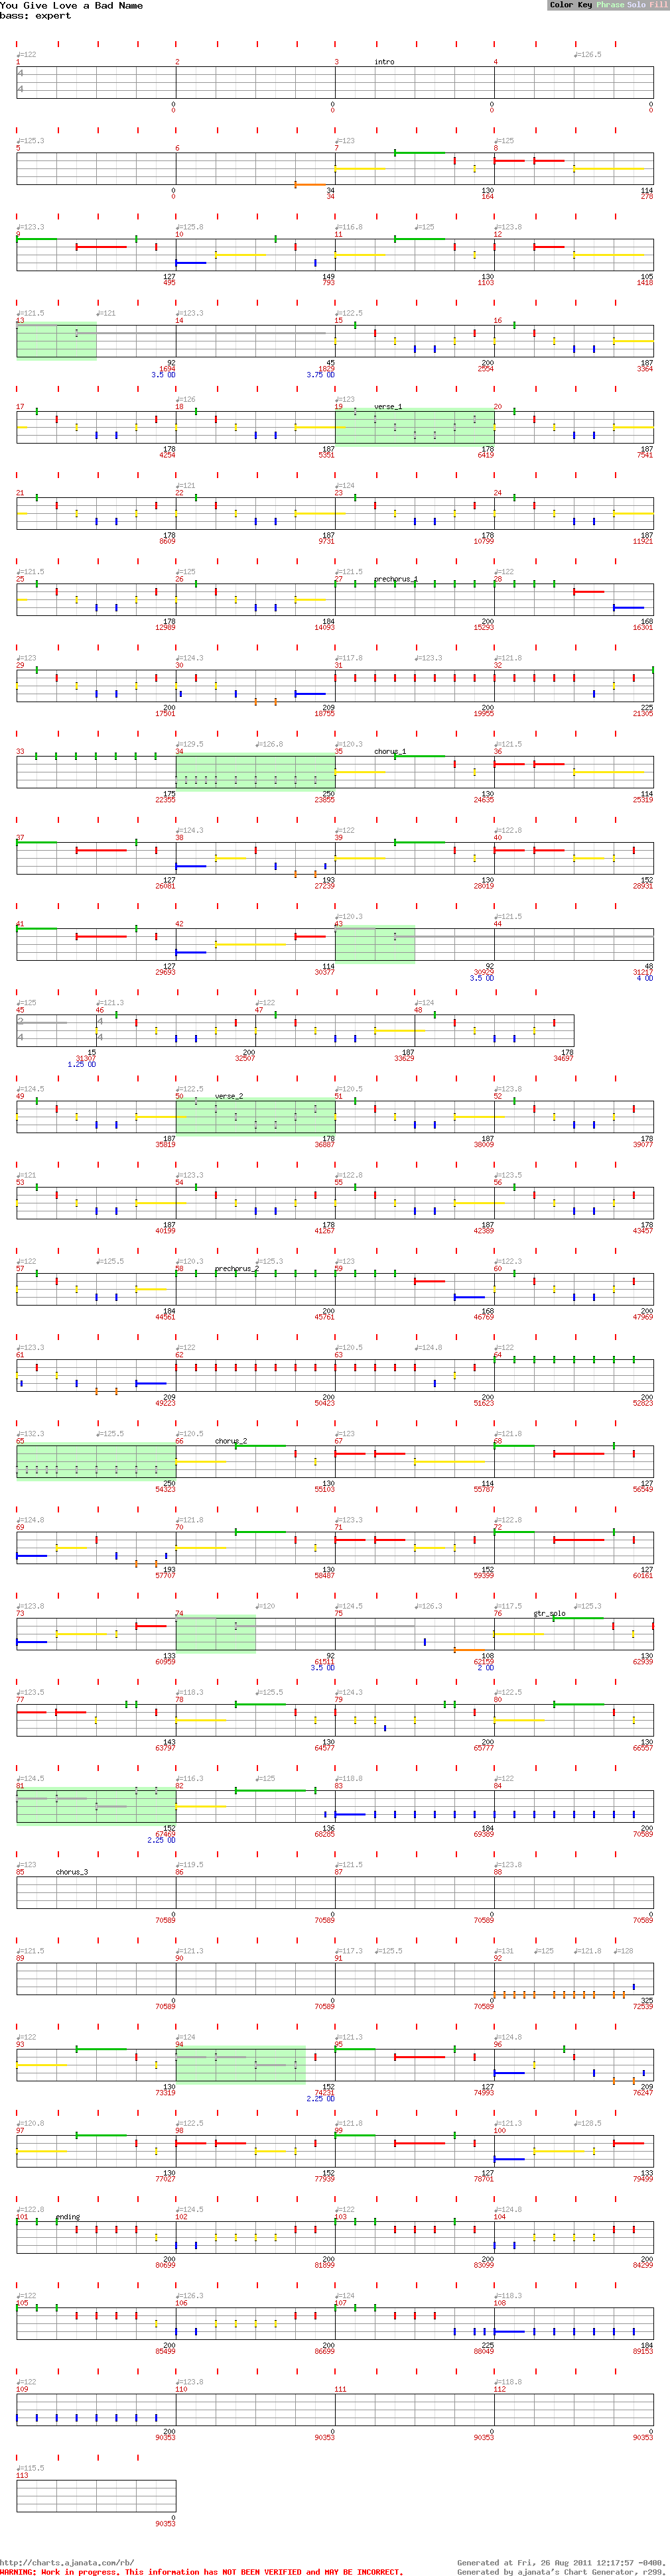 You Give Love a Bad Name
bass: expert
Color Key Phrase Solo Fill
♩=122 ♩=126.5
1 2 3 intro 4
4
4
0 0 0 0
0 0 0 0
♩=125.3 ♩=123 ♩=125
5 6 7 8
0 34 130 114
0 34 164 278
♩=123.3 ♩=125.8 ♩=116.8 ♩=125 ♩=123.8
9 10 11 12
127 149 130 105
495 793 1103 1418
♩=121.5 ♩=121 ♩=123.3 ♩=122.5
13 14 15 16
92 45 200 187
1694 1829 2554 3364
3.5 OD 3.75 OD
♩=126 ♩=123
17 18 19 verse_1 20
178 187 178 187
4254 5351 6419 7541
♩=121 ♩=124
21 22 23 24
178 187 178 187
8609 9731 10799 11921
♩=121.5 ♩=125 ♩=121.5 ♩=122
25 26 27 prechorus_1 28
178 184 200 168
12989 14093 15293 16301
♩=123 ♩=124.3 ♩=117.8 ♩=123.3 ♩=121.8
29 30 31 32
200 209 200 225
17501 18755 19955 21305
♩=129.5 ♩=126.8 ♩=120.3 ♩=121.5
33 34 35 chorus_1 36
175 250 130 114
22355 23855 24635 25319
♩=124.3 ♩=122 ♩=122.8
37 38 39 40
127 193 130 152
26081 27239 28019 28931
♩=120.3 ♩=121.5
41 42 43 44
127 114 92 48
29693 30377 30929 31217
3.5 OD 4 OD
♩=125 ♩=121.3 ♩=122 ♩=124
45 46 47 48
2 4
4 4
15 200 187 178
31307 32507 33629 34697
1.25 OD
♩=124.5 ♩=122.5 ♩=120.5 ♩=123.8
49 50 verse_2 51 52
187 178 187 178
35819 36887 38009 39077
♩=121 ♩=123.3 ♩=122.8 ♩=123.5
53 54 55 56
187 178 187 178
40199 41267 42389 43457
♩=122 ♩=125.5 ♩=120.3 ♩=125.3 ♩=123 ♩=122.3
57 58 prechorus_2 59 60
184 200 168 200
44561 45761 46769 47969
♩=123.3 ♩=122 ♩=120.5 ♩=124.8 ♩=122
61 62 63 64
209 200 200 200
49223 50423 51623 52823
♩=132.3 ♩=125.5 ♩=120.5 ♩=123 ♩=121.8
65 66 chorus_2 67 68
250 130 114 127
54323 55103 55787 56549
♩=124.8 ♩=121.8 ♩=123.3 ♩=122.8
69 70 71 72
193 130 152 127
57707 58487 59399 60161
♩=123.8 ♩=120 ♩=124.5 ♩=126.3 ♩=117.5 ♩=125.3
73 74 75 76 gtr_solo
133 92 108 130
60959 61511 62159 62939
3.5 OD 2 OD
♩=123.5 ♩=118.3 ♩=125.5 ♩=124.3 ♩=122.5
77 78 79 80
143 130 200 130
63797 64577 65777 66557
♩=124.5 ♩=116.3 ♩=125 ♩=118.8 ♩=122
81 82 83 84
152 136 184 200
67469 68285 69389 70589
2.25 OD
♩=123 ♩=119.5 ♩=121.5 ♩=123.8
85 chorus_3 86 87 88
0 0 0 0
70589 70589 70589 70589
♩=121.5 ♩=121.3 ♩=117.3 ♩=125.5 ♩=131 ♩=125 ♩=121.8 ♩=128
89 90 91 92
0 0 0 325
70589 70589 70589 72539
♩=122 ♩=124 ♩=121.3 ♩=124.8
93 94 95 96
130 152 127 209
73319 74231 74993 76247
2.25 OD
♩=120.8 ♩=122.5 ♩=122.8 ♩=121.3 ♩=128.5
97 98 99 100
130 152 127 133
77027 77939 78701 79499
♩=122.8 ♩=124.5 ♩=122 ♩=124.8
101 ending 102 103 104
200 200 200 200
80699 81899 83099 84299
♩=122 ♩=126.3 ♩=124 ♩=118.3
105 106 107 108
200 200 225 184
85499 86699 88049 89153
♩=122 ♩=123.8 ♩=118.8
109 110 111 112
200 0 0 0
90353 90353 90353 90353
♩=115.5
113
0
90353
http://charts.ajanata.com/rb/ Generated at Fri, 26 Aug 2011 12:17:57 -0400.
WARNING: Work in progress. This information has NOT BEEN VERIFIED and MAY BE INCORRECT. Generated by ajanata's Chart Generator, r299.